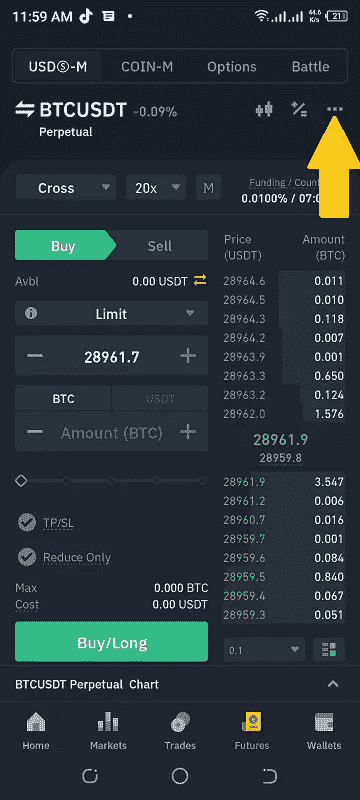 11:59 AM
44.6
K/s
21
USDⓈ-M COIN-M Options Battle
BTCUSDT -0.09%
Perpetual
Cross 20x M
Funding / Count
0.0100% / 07:0
Buy Sell
Avbl 0.00 USDT
Limit
28961.7
BTC USDT
Amount (BTC)
TP/SL
Reduce Only
Max 0.000 BTC
Cost 0.00 USDT
Buy/Long
Price Amount
(USDT) (BTC)
28964.6 0.011
28964.5 0.010
28964.3 0.118
28964.2 0.007
28963.9 0.001
28963.3 0.650
28963.2 0.124
28962.0 1.576
28961.9
28959.8
28961.9 3.547
28961.2 0.006
28960.7 0.016
28959.7 0.001
28959.6 0.084
28959.5 0.840
28959.4 0.067
28959.3 0.051
0.1
BTCUSDT Perpetual Chart
Home Markets Trades Futures Wallets